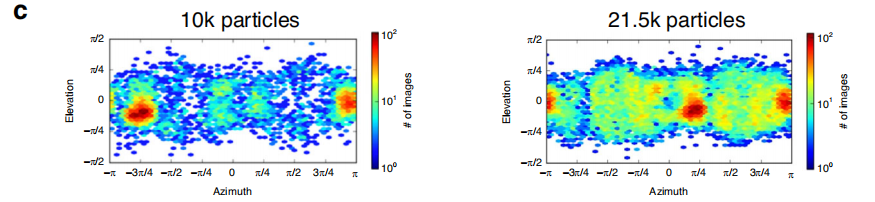 c
10k particles
π/2
π/4
0
−π/4
−π/2
Elevation
−π −3π/4 −π/2 −π/4 0 π/4 π/2 3π/4 π
Azimuth
10²
10¹
10⁰
# of images
21.5k particles
π/2
π/4
0
−π/4
−π/2
Elevation
−π −3π/4 −π/2 −π/4 0 π/4 π/2 3π/4 π
Azimuth
10²
10¹
10⁰
# of images